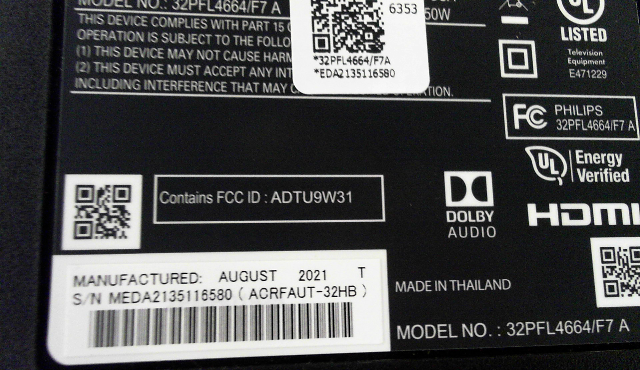 MODEL NO.: 32PFL4664/F7 A
THIS DEVICE COMPLIES WITH PART 15 O
OPERATION IS SUBJECT TO THE FOLLO
(1) THIS DEVICE MAY NOT CAUSE HARM
(2) THIS DEVICE MUST ACCEPT ANY INT
INCLUDING INTERFERENCE THAT MAY OPERATION.
6353
*32PFL4664/F7A
*EDA2135116580
50W
UL
LISTED
Television
Equipment
E471229
FC PHILIPS
32PFL4664/F7 A
UL Energy
Verified
Contains FCC ID : ADTU9W31
DOLBY
AUDIO
HDMI
MANUFACTURED: AUGUST 2021 T
S/N MEDA2135116580 ( ACRFAUT-32HB )
MADE IN THAILAND
MODEL NO. : 32PFL4664/F7 A